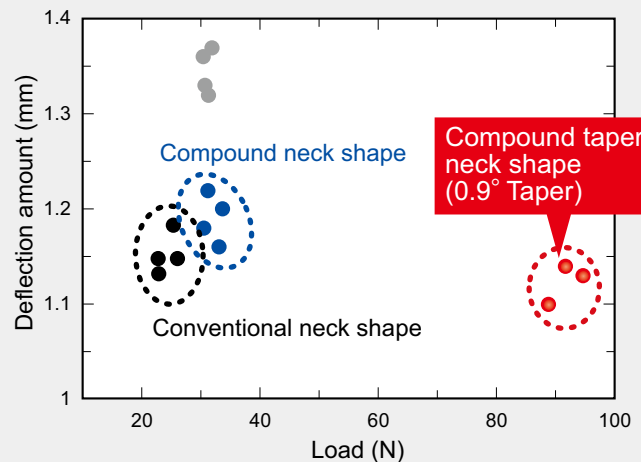 1.4
1.3
1.2
1.1
1
Deflection amount (mm)
Compound neck shape
Compound taper
neck shape
(0.9° Taper)
Conventional neck shape
20
40
60
80
100
Load (N)